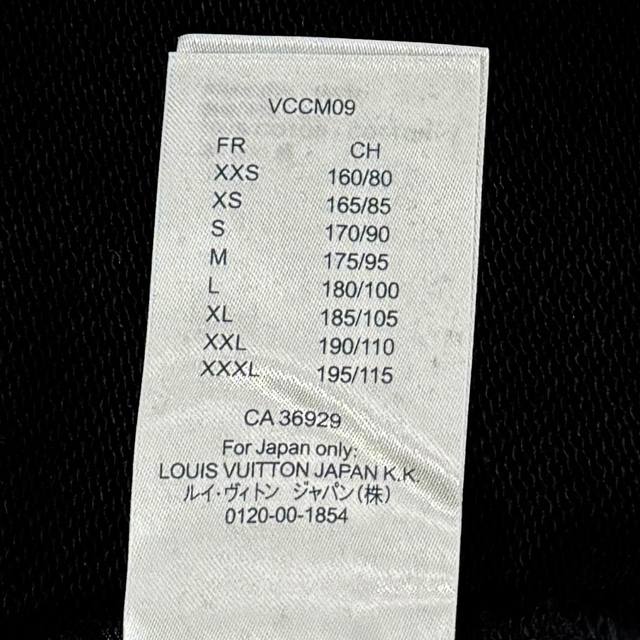 VCCM09
FR CH
XXS 160/80
XS 165/85
S 170/90
M 175/95
L 180/100
XL 185/105
XXL 190/110
XXXL 195/115
CA 36929
For Japan only:
LOUIS VUITTON JAPAN K.K.
ルイ・ヴィトン ジャパン(株)
0120-00-1854